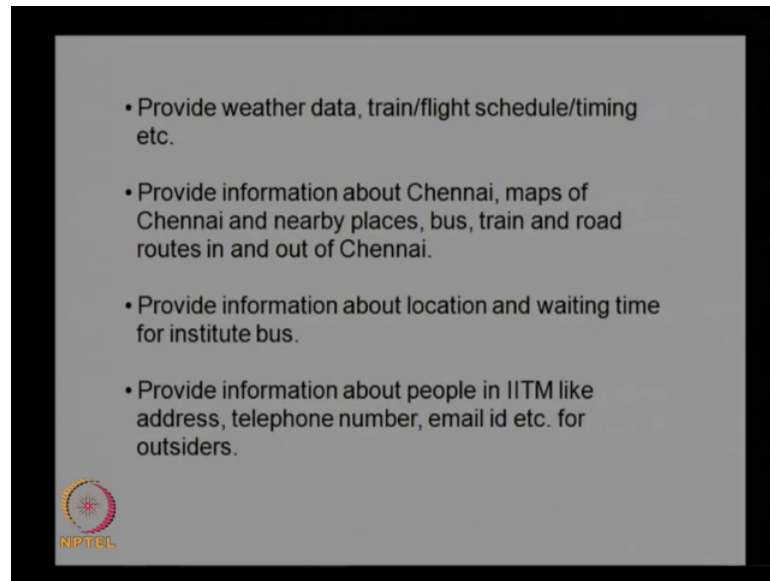 • Provide weather data, train/flight schedule/timing
etc.
• Provide information about Chennai, maps of
Chennai and nearby places, bus, train and road
routes in and out of Chennai.
• Provide information about location and waiting time
for institute bus.
• Provide information about people in IITM like
address, telephone number, email id etc. for
outsiders.
NPTEL